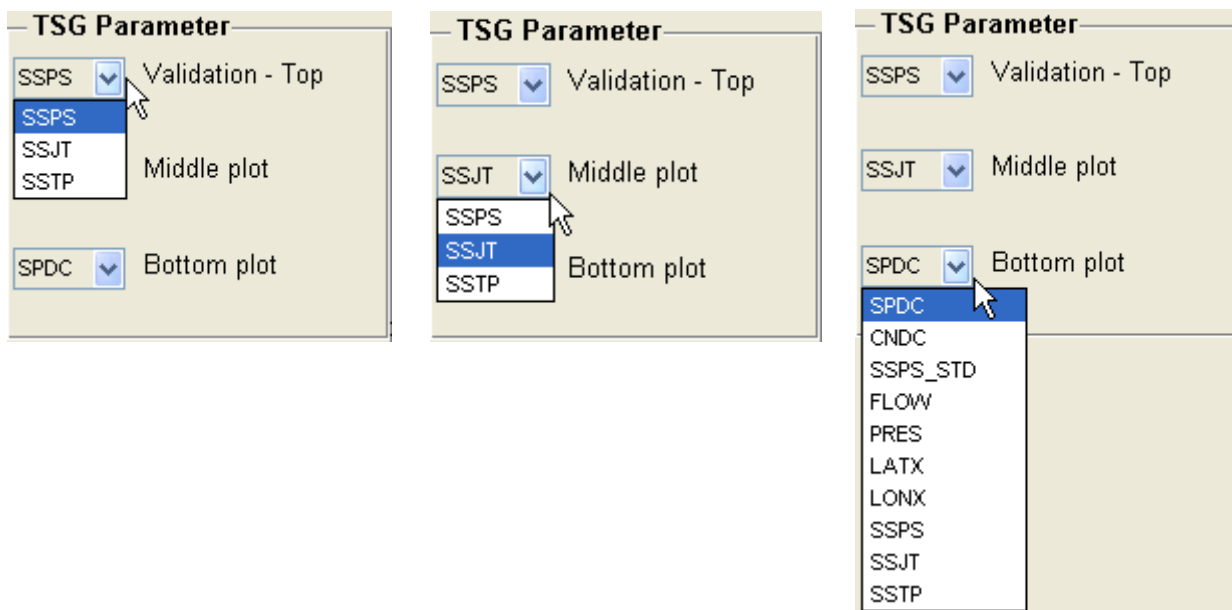 TSG Parameter
SSPS Validation - Top
SSPS
SSJT
SSTP
Middle plot
SPDC Bottom plot
TSG Parameter
SSPS Validation - Top
SSJT Middle plot
SSPS
SSJT
SSTP
Bottom plot
TSG Parameter
SSPS Validation - Top
SSJT Middle plot
SPDC Bottom plot
SPDC
CNDC
SSPS_STD
FLOW
PRES
LATX
LONX
SSPS
SSJT
SSTP